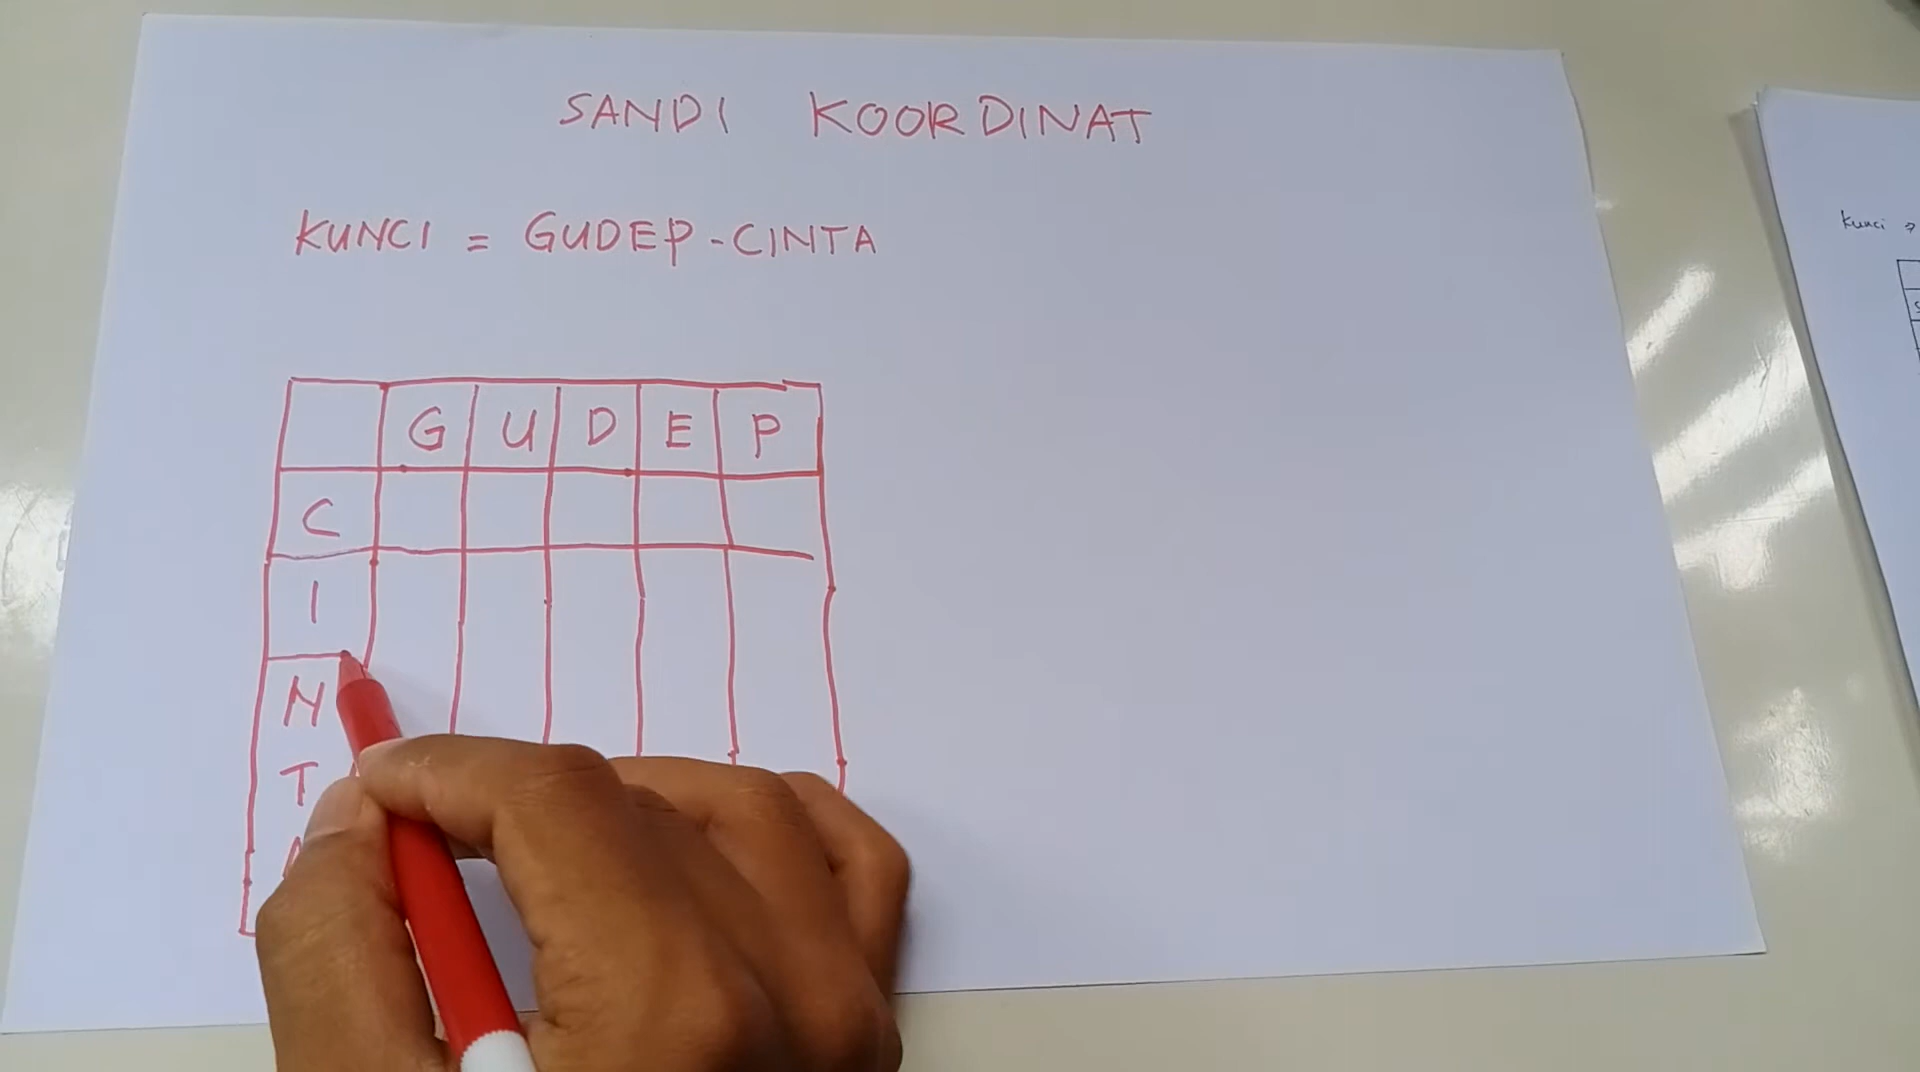 SANDI KOORDINAT
KUNCI = GUDEP-CINTA
G U D E P
C
I
N
T
A
Kunci